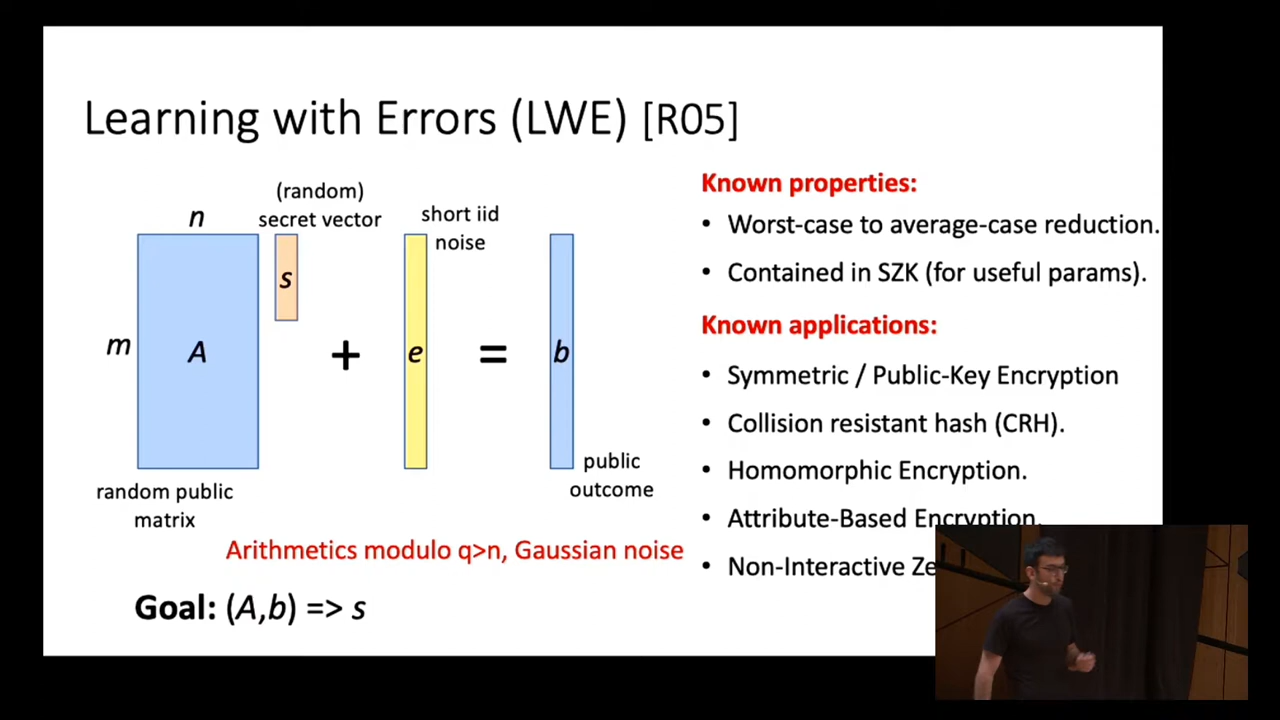 Learning with Errors (LWE) [R05]
n
(random)
secret vector
short iid
noise
s
m
A
+
e
=
b
random public
matrix
public
outcome
Arithmetics modulo q>n, Gaussian noise
Goal: (A,b) => s
Known properties:
• Worst-case to average-case reduction.
• Contained in SZK (for useful params).
Known applications:
• Symmetric / Public-Key Encryption
• Collision resistant hash (CRH).
• Homomorphic Encryption.
• Attribute-Based Encryption.
• Non-Interactive